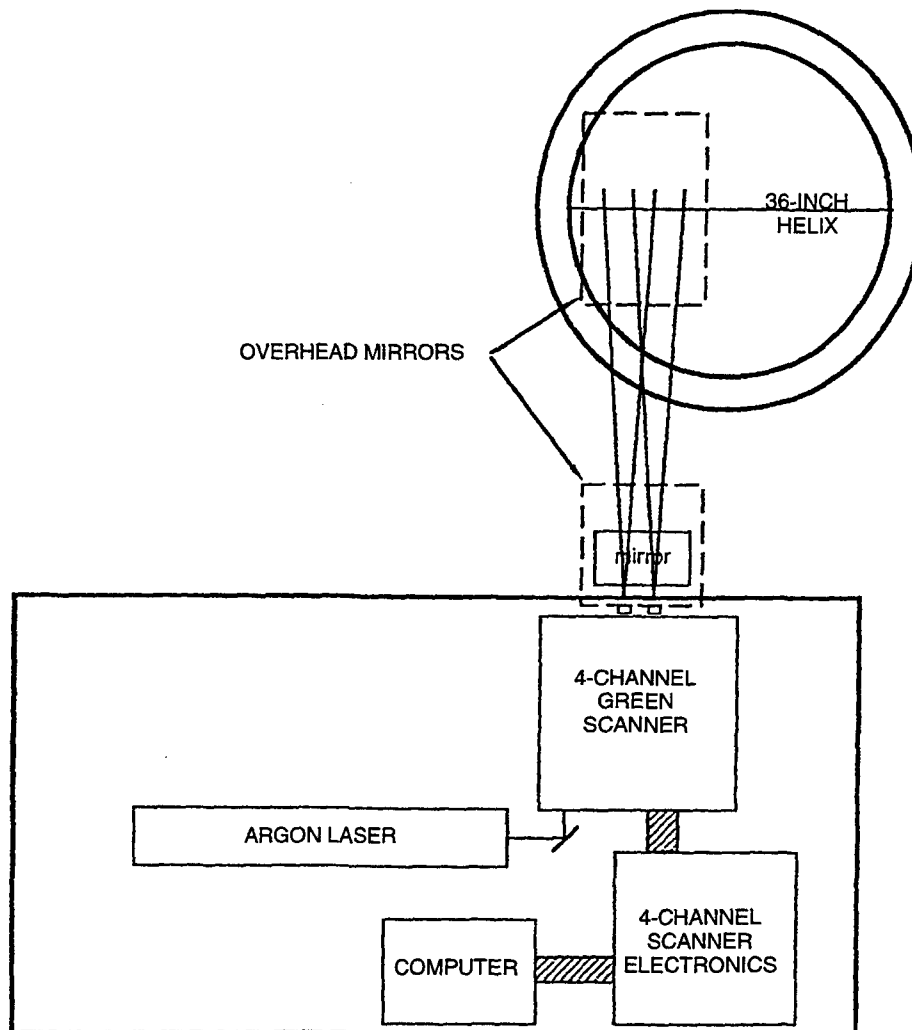 36-INCH
HELIX
OVERHEAD MIRRORS
mirror
4-CHANNEL
GREEN
SCANNER
ARGON LASER
4-CHANNEL
SCANNER
ELECTRONICS
COMPUTER